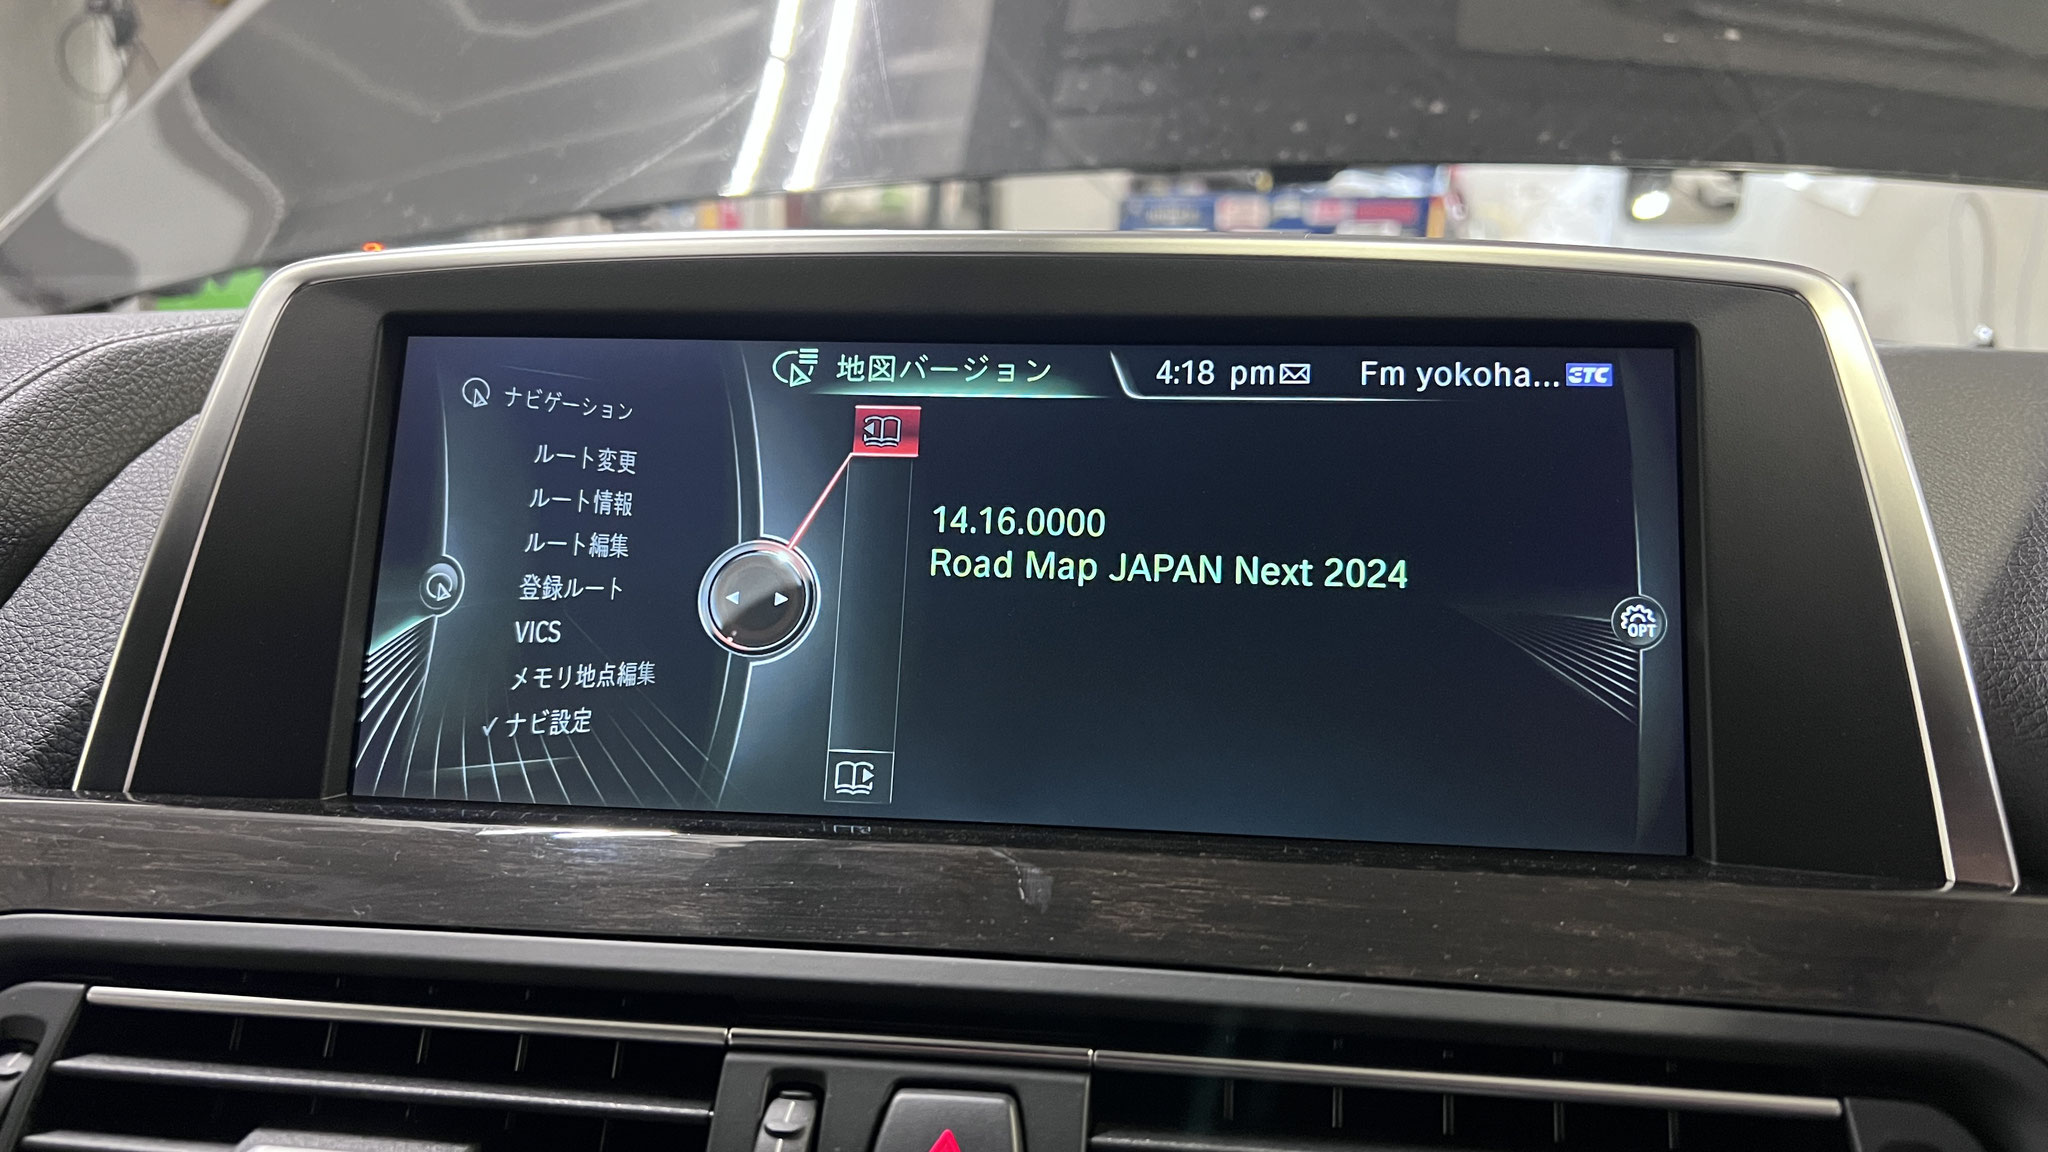 地図バージョン
4:18 pm
Fm yokoha...
ETC
ナビゲーション
ルート変更
ルート情報
ルート編集
登録ルート
VICS
メモリ地点編集
ナビ設定
14.16.0000
Road Map JAPAN Next 2024
OPT